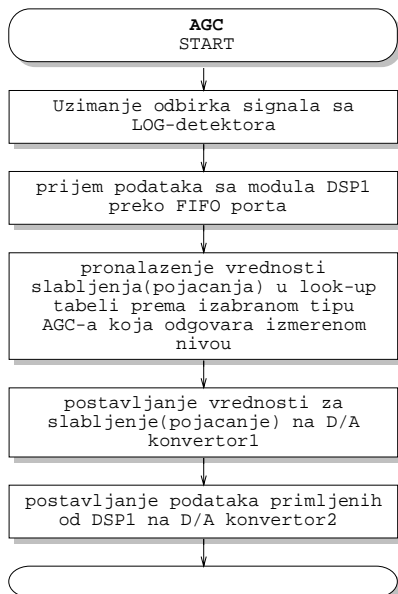 AGC
START
Uzimanje odbirka signala sa
LOG-detektora
prijem podataka sa modula DSP1
preko FIFO porta
pronalazenje vrednosti
slabljenja(pojacanja) u look-up
tabeli prema izabranom tipu
AGC-a koja odgovara izmerenom
nivou
postavljanje vrednosti za
slabljenje(pojacanje) na D/A
konvertor1
postavljanje podataka primljenih
od DSP1 na D/A konvertor2